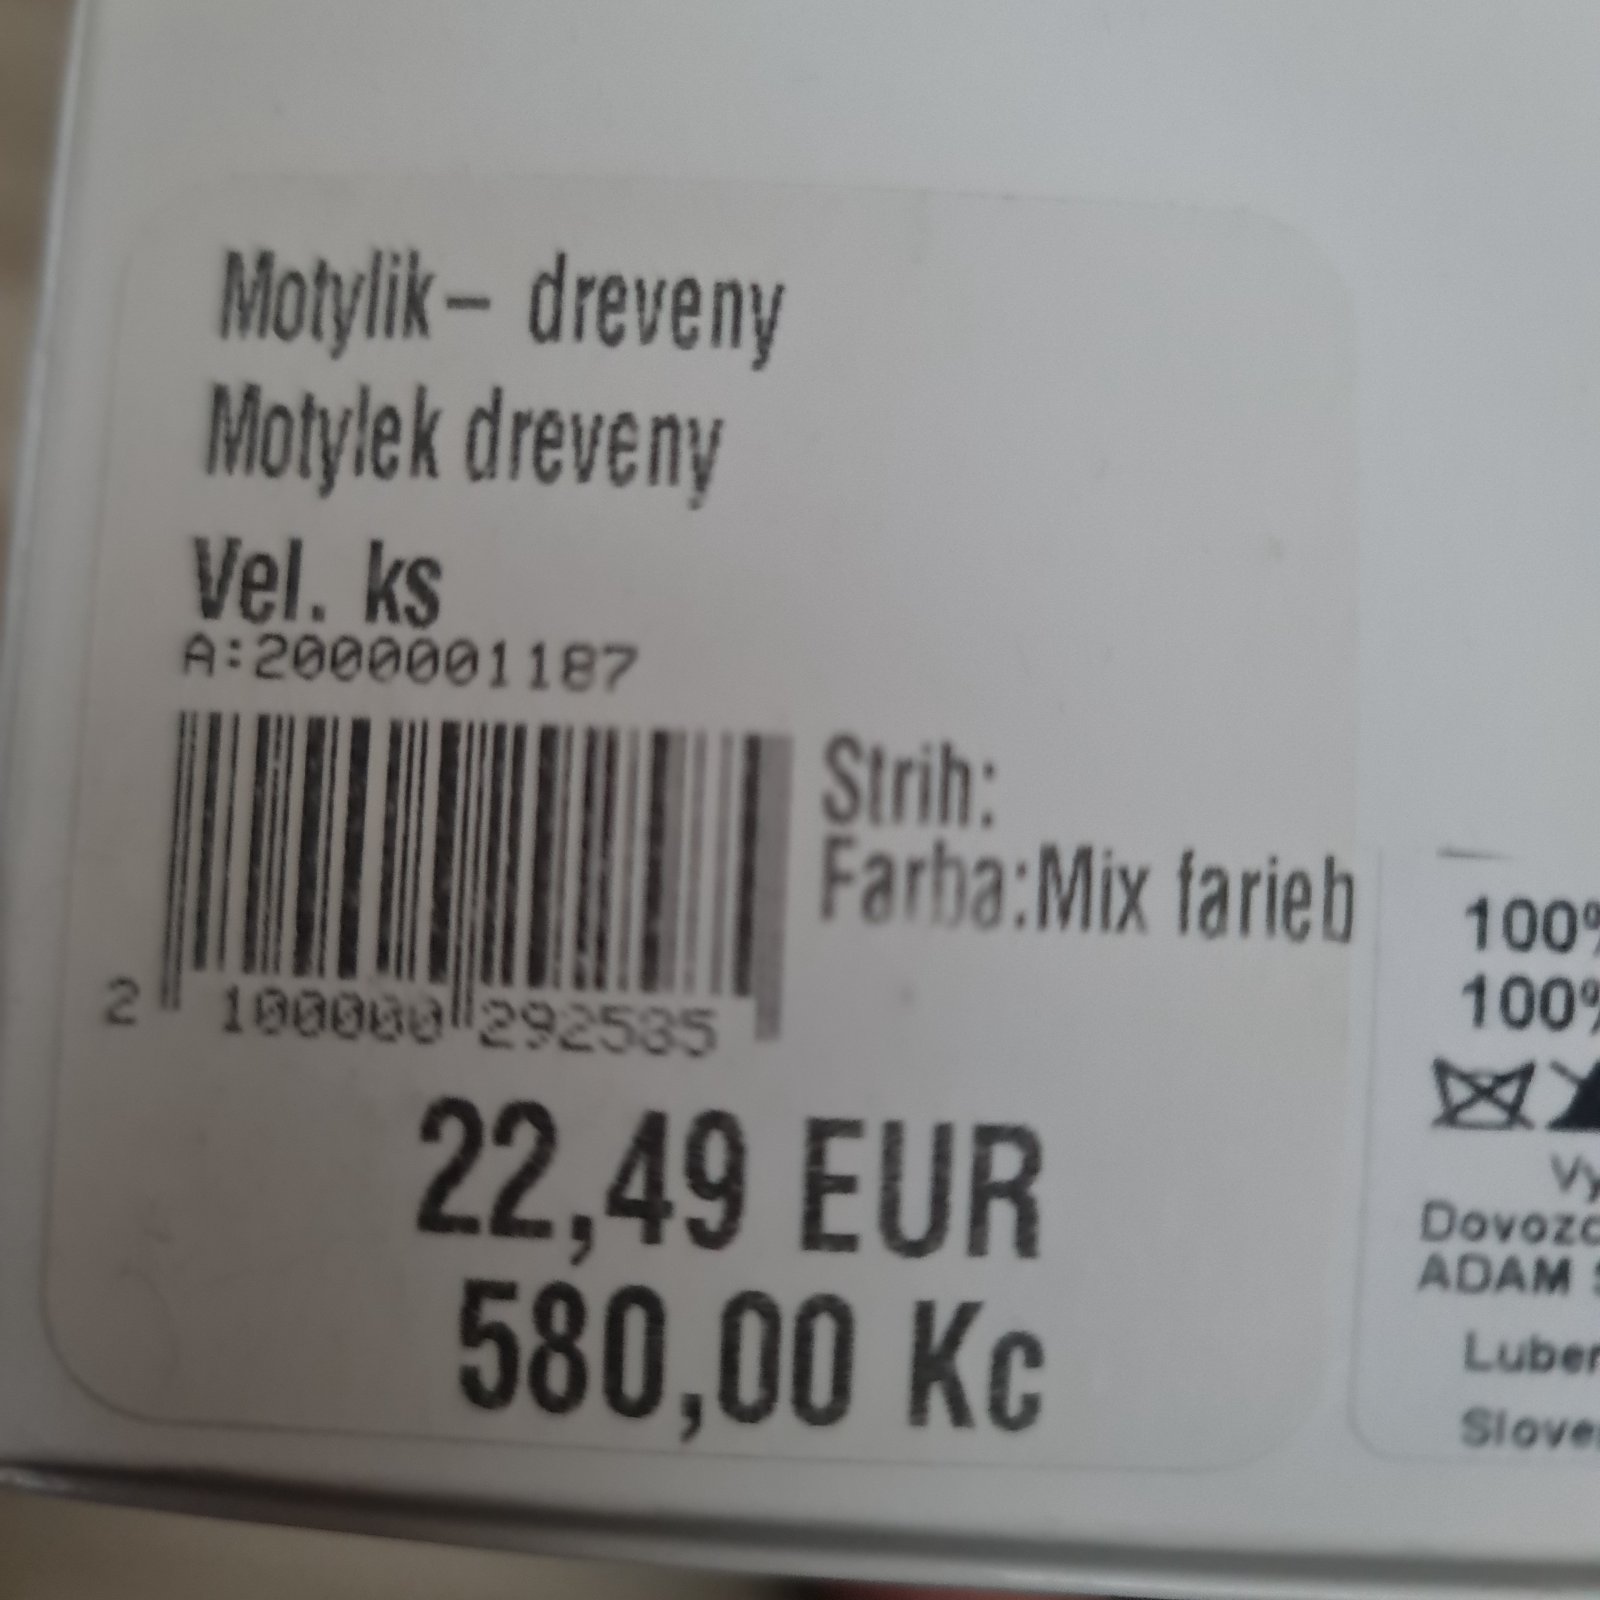 Motylik- dreveny
Motylek dreveny
Vel. ks
A:2000001187
Strih:
Farba:Mix farieb
2 100000 292535
22,49 EUR
580,00 Kc
100%
100%
Vy
Dovozc
ADAM
Luber
Slove